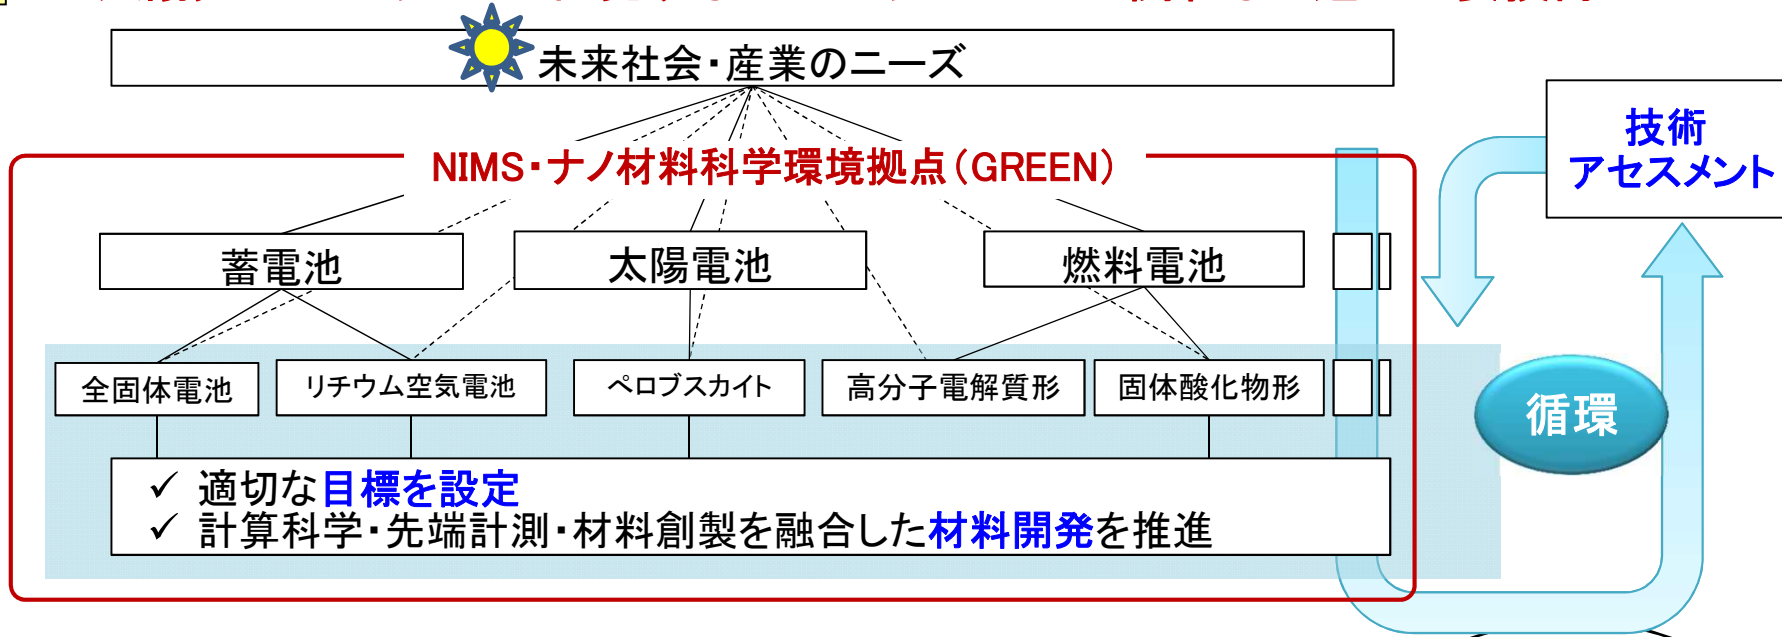 未来社会・産業のニーズ
NIMS・ナノ材料科学環境拠点(GREEN)
技術
アセスメント
蓄電池
太陽電池
燃料電池
全固体電池
リチウム空気電池
ペロブスカイト
高分子電解質形
固体酸化物形
循環
✓ 適切な目標を設定
✓ 計算科学・先端計測・材料創製を融合した材料開発を推進